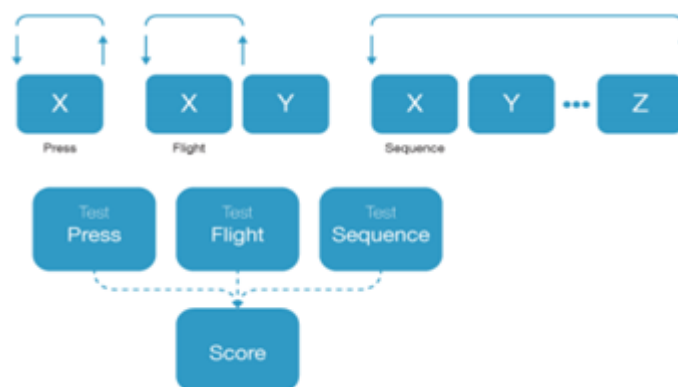 X
X
Y
X
Y
Z
Press
Flight
Sequence
Test
Press
Test
Flight
Test
Sequence
Score